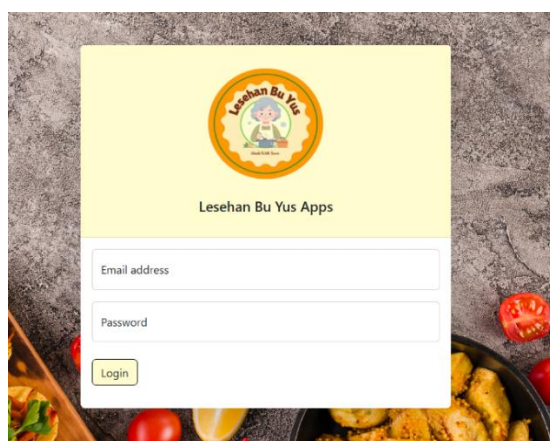 Lesehan Bu Yus
Lesehan Bu Yus Apps
Email address
Password
Login